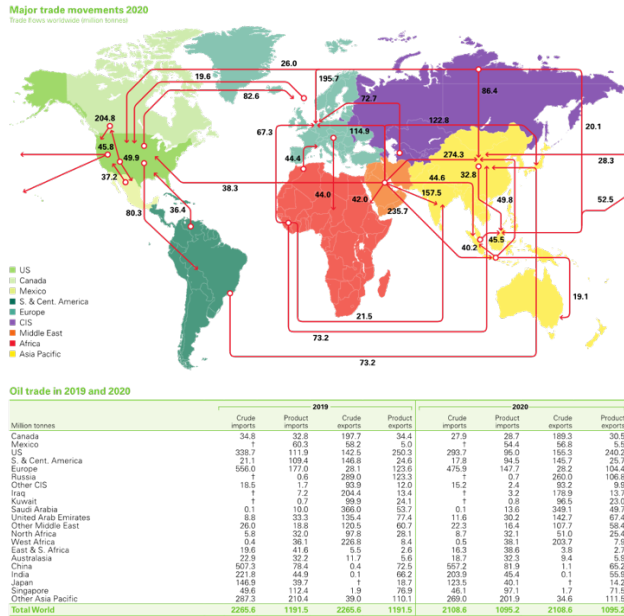 Major trade movements 2020
Trade flows worldwide (million tonnes)
26.0
19.6
82.6
195.7
72.7
86.4
204.8
67.3
122.8
114.9
20.1
45.8
49.9
44.4
274.3
28.3
37.2
38.3
44.6
32.8
44.0
42.0
157.5
49.8
52.5
80.3
36.4
235.7
40.2
45.5
19.1
21.5
73.2
73.2
US
Canada
Mexico
S. & Cent. America
Europe
CIS
Middle East
Africa
Asia Pacific
Oil trade in 2019 and 2020
2019 2020
Crude Product Crude Product Crude Product Crude Product
Million tonnes imports imports exports exports imports imports exports exports
Canada 34.8 32.8 197.7 34.4 27.9 28.7 189.3 30.5
Mexico † 60.3 58.2 5.0 † 54.4 56.8 5.5
US 338.7 111.9 142.5 250.3 293.7 95.0 155.3 240.2
S. & Cent. America 21.1 109.4 146.8 24.6 17.8 94.5 145.7 25.7
Europe 556.0 177.0 28.1 123.6 475.9 147.7 28.2 104.4
Russia † 0.6 289.0 123.3 † 0.7 260.0 106.8
Other CIS 18.5 1.7 93.9 12.0 15.2 2.4 93.2 9.9
Iraq † 7.2 204.4 13.4 † 3.2 178.9 13.7
Kuwait † 0.7 99.9 24.1 † 0.8 96.5 23.0
Saudi Arabia 0.1 10.0 366.0 53.7 0.1 13.6 349.1 49.7
United Arab Emirates 8.8 33.3 135.4 77.4 11.6 30.2 142.7 67.4
Other Middle East 26.0 18.8 120.5 60.7 22.3 16.4 107.7 58.4
North Africa 5.8 32.0 97.8 28.1 8.7 32.1 51.0 25.4
West Africa 0.4 36.1 226.8 8.4 0.5 38.1 203.7 7.9
East & S. Africa 19.6 41.6 5.5 2.6 16.3 38.6 3.8 2.7
Australasia 22.9 32.2 11.7 5.6 18.7 32.3 9.4 5.9
China 507.3 78.4 0.4 72.5 557.2 81.9 1.1 65.2
India 221.8 44.9 0.1 66.2 203.9 45.4 0.1 55.9
Japan 146.9 39.7 † 18.7 123.5 40.1 † 14.2
Singapore 49.6 112.4 1.9 76.9 46.1 97.1 1.7 71.5
Other Asia Pacific 287.3 210.4 39.0 110.1 269.0 201.9 34.6 111.5
Total World 2265.6 1191.5 2265.6 1191.5 2108.6 1095.2 2108.6 1095.2